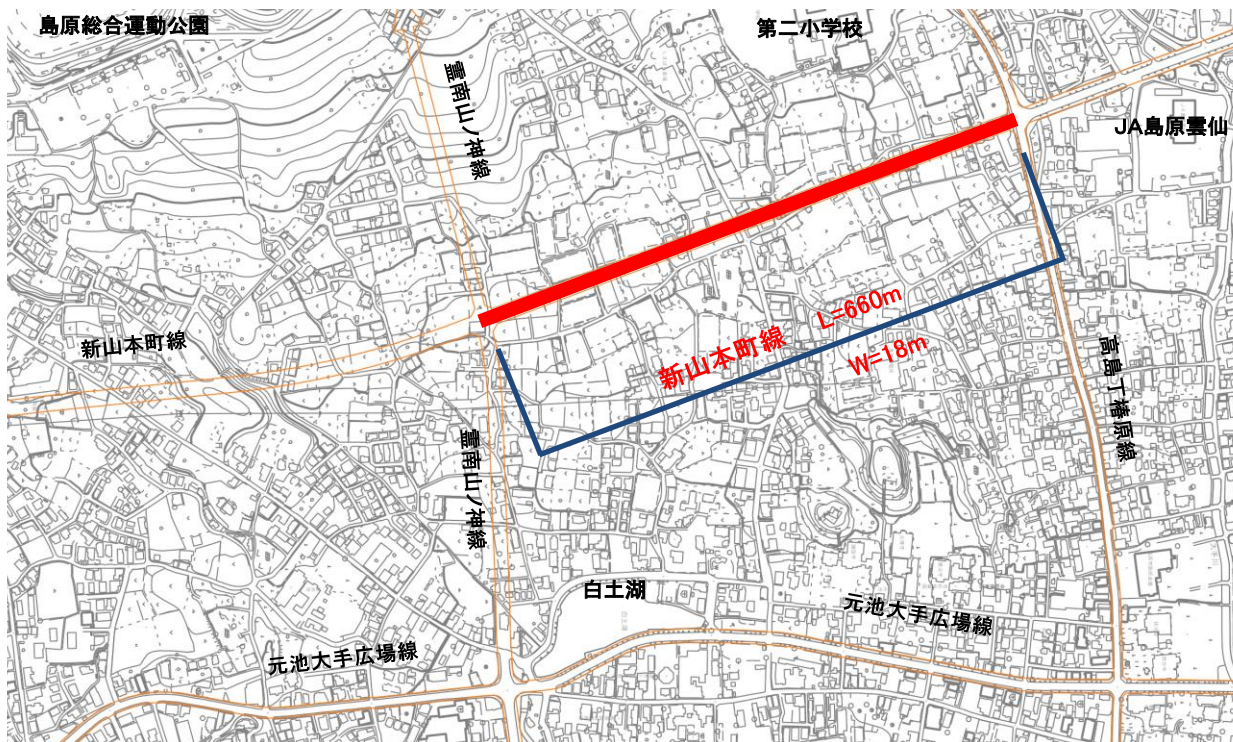 島原総合運動公園
第二小学校
霊南山ノ神線
JA島原雲仙
新山本町線
新山本町線
L=660m
W=18m
高島丁椿原線
霊南山ノ神線
白土湖
元池大手広場線
元池大手広場線